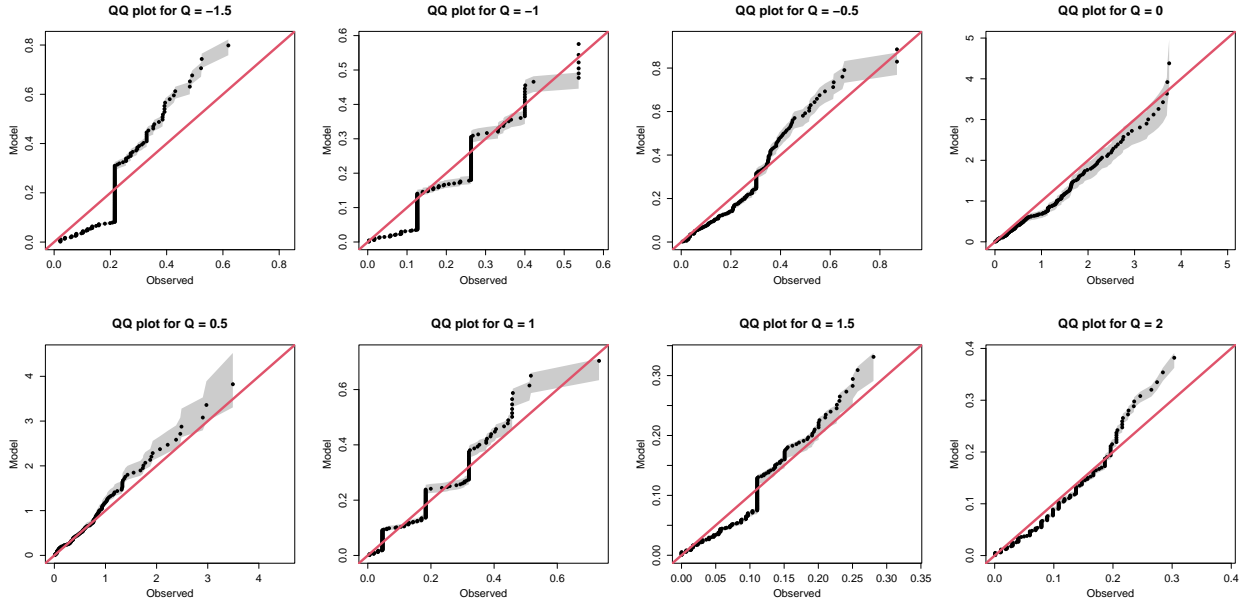 QQ plot for Q = −1.5
0.0 0.2 0.4 0.6 0.8
Model
0.0 0.2 0.4 0.6 0.8
Observed
QQ plot for Q = −1
0.0 0.1 0.2 0.3 0.4 0.5 0.6
Model
0.0 0.1 0.2 0.3 0.4 0.5 0.6
Observed
QQ plot for Q = −0.5
0.0 0.2 0.4 0.6 0.8
Model
0.0 0.2 0.4 0.6 0.8
Observed
QQ plot for Q = 0
0 1 2 3 4 5
Model
0 1 2 3 4 5
Observed
QQ plot for Q = 0.5
0 1 2 3 4
Model
0 1 2 3 4
Observed
QQ plot for Q = 1
0.0 0.2 0.4 0.6
Model
0.0 0.2 0.4 0.6
Observed
QQ plot for Q = 1.5
0.00 0.10 0.20 0.30
Model
0.00 0.05 0.10 0.15 0.20 0.25 0.30 0.35
Observed
QQ plot for Q = 2
0.0 0.1 0.2 0.3 0.4
Model
0.0 0.1 0.2 0.3 0.4
Observed